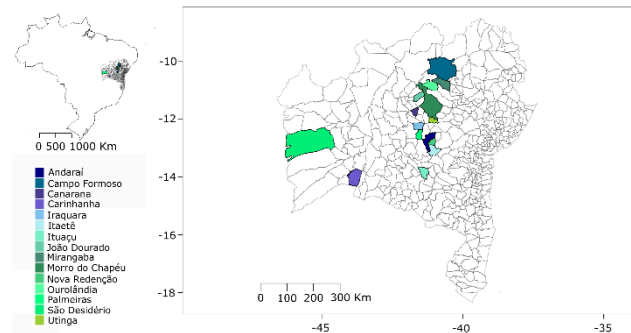 0 500 1000 Km
Andaraí
Campo Formoso
Canarana
Carinhanha
Iraquara
Itaetê
Ituaçu
João Dourado
Mirangaba
Morro do Chapéu
Nova Redenção
Ourolândia
Palmeiras
São Desidério
Utinga
-10
-12
-14
-16
-18
0 100 200 300 Km
-45
-40
-35